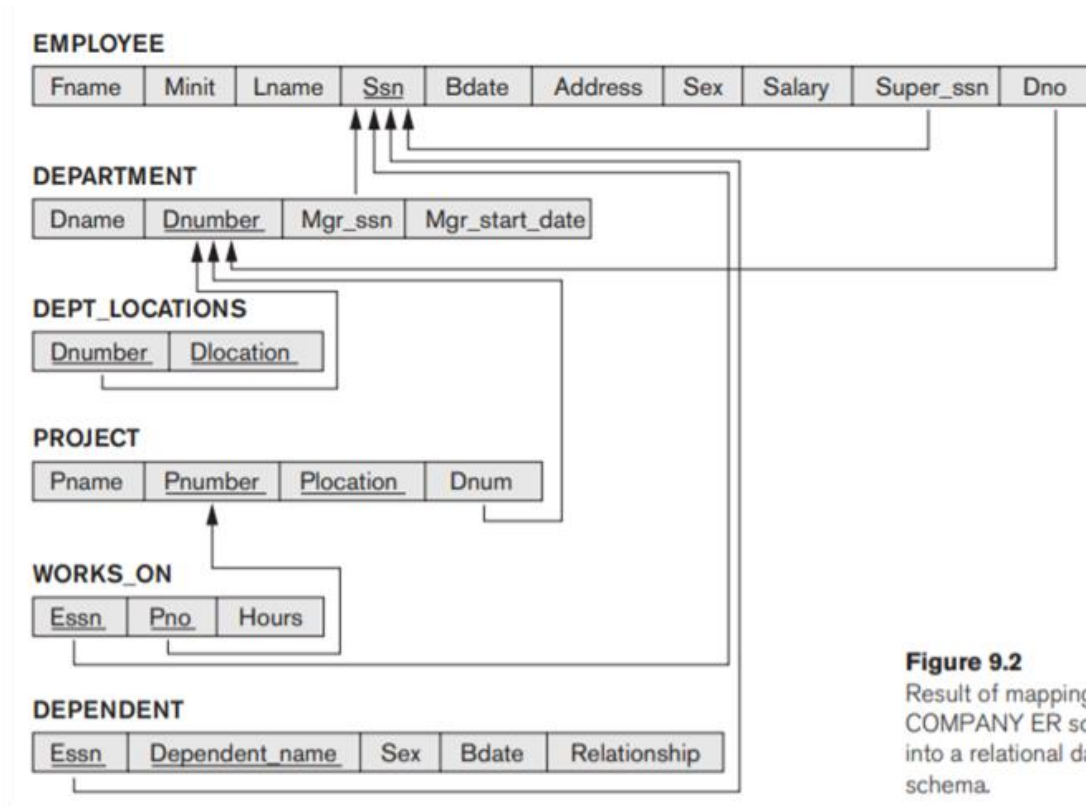 EMPLOYEE
Fname Minit Lname Ssn Bdate Address Sex Salary Super_ssn Dno
DEPARTMENT
Dname Dnumber Mgr_ssn Mgr_start_date
DEPT_LOCATIONS
Dnumber Dlocation
PROJECT
Pname Pnumber Plocation Dnum
WORKS_ON
Essn Pno Hours
DEPENDENT
Essn Dependent_name Sex Bdate Relationship
Figure 9.2
Result of mapping
COMPANY ER sc
into a relational da
schema.